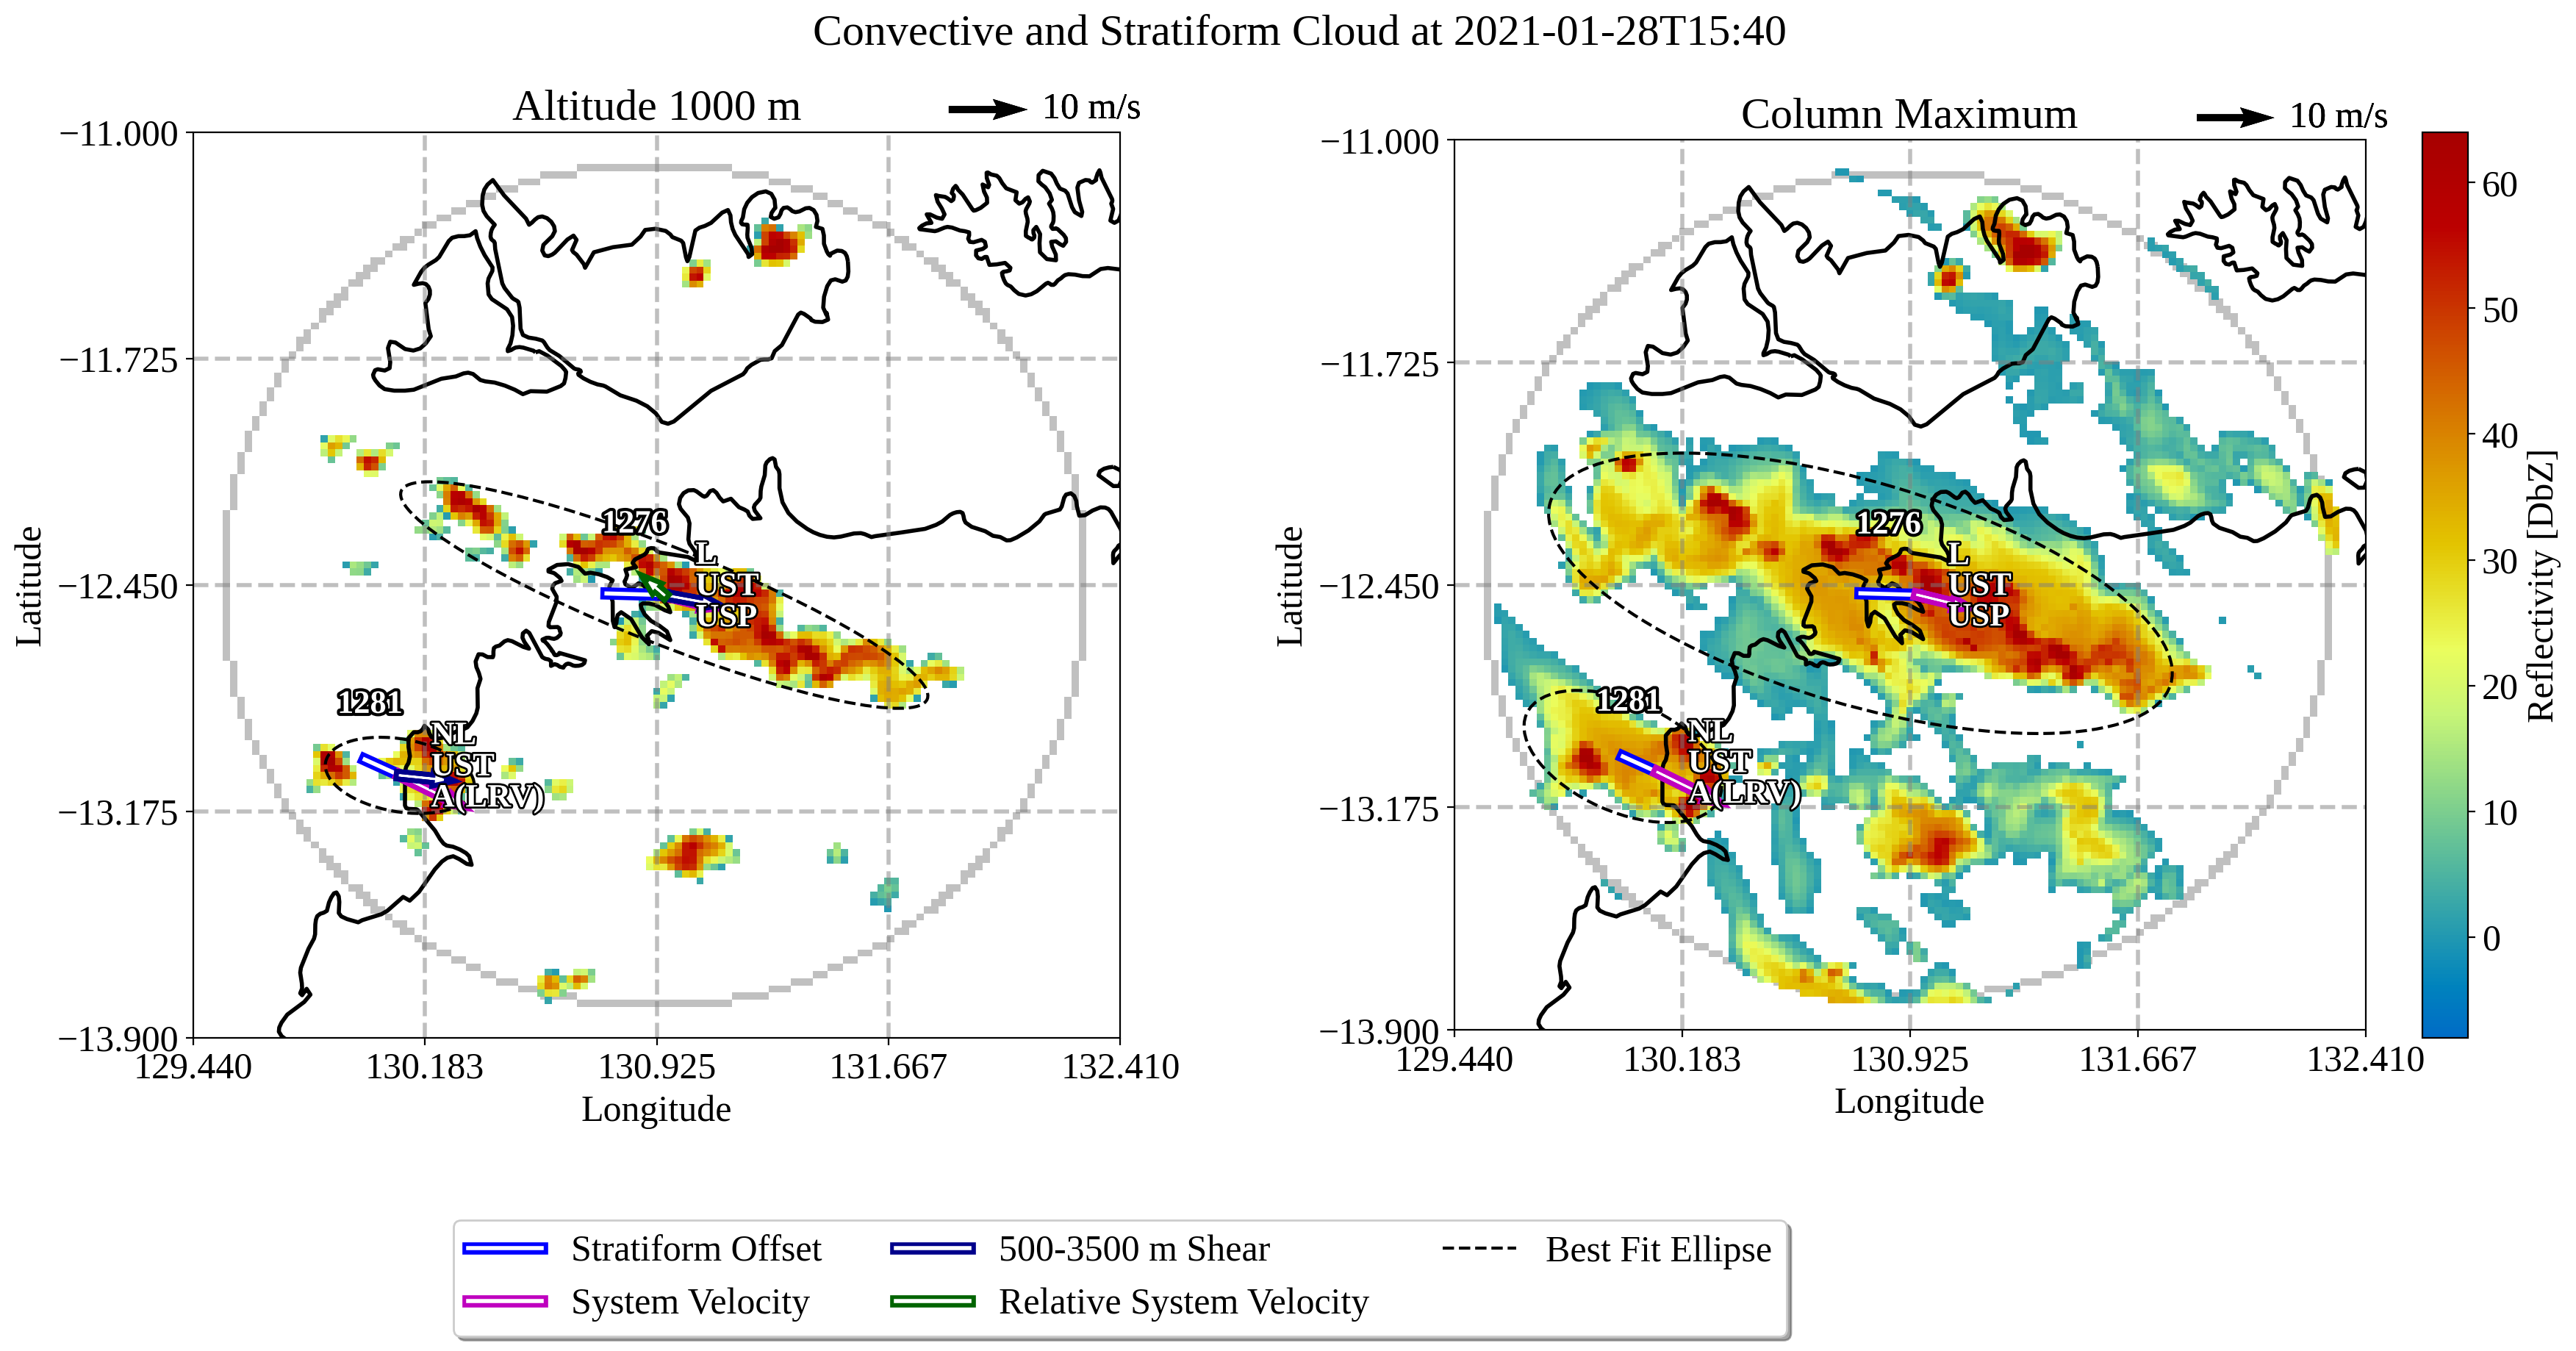 Convective and Stratiform Cloud at 2021-01-28T15:40
Altitude 1000 m
10 m/s
−11.000
−11.725
−12.450
−13.175
−13.900
Latitude
129.440
130.183
130.925
131.667
132.410
Longitude
1276
L
UST
USP
1281
NL
UST
A(LRV)
Column Maximum
10 m/s
−11.000
−11.725
−12.450
−13.175
−13.900
Latitude
129.440
130.183
130.925
131.667
132.410
Longitude
1276
L
UST
USP
1281
NL
UST
A(LRV)
60
50
40
30
20
10
0
Reflectivity [DbZ]
Stratiform Offset
System Velocity
500-3500 m Shear
Relative System Velocity
Best Fit Ellipse